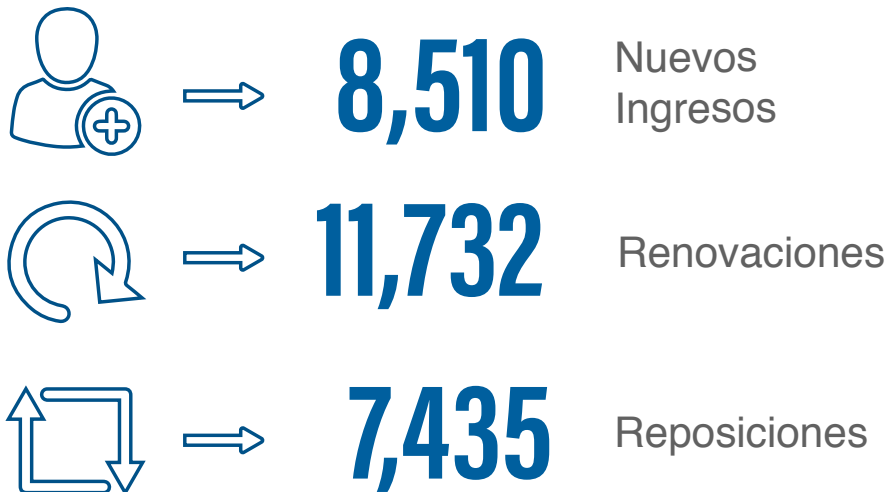 8,510
Nuevos
Ingresos
11,732
Renovaciones
7,435
Reposiciones